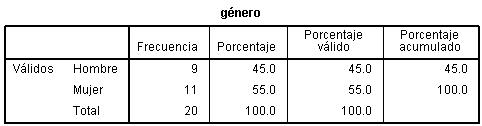 género
Frecuencia Porcentaje Porcentaje válido Porcentaje acumulado
Válidos Hombre 9 45.0 45.0 45.0
Mujer 11 55.0 55.0 100.0
Total 20 100.0 100.0